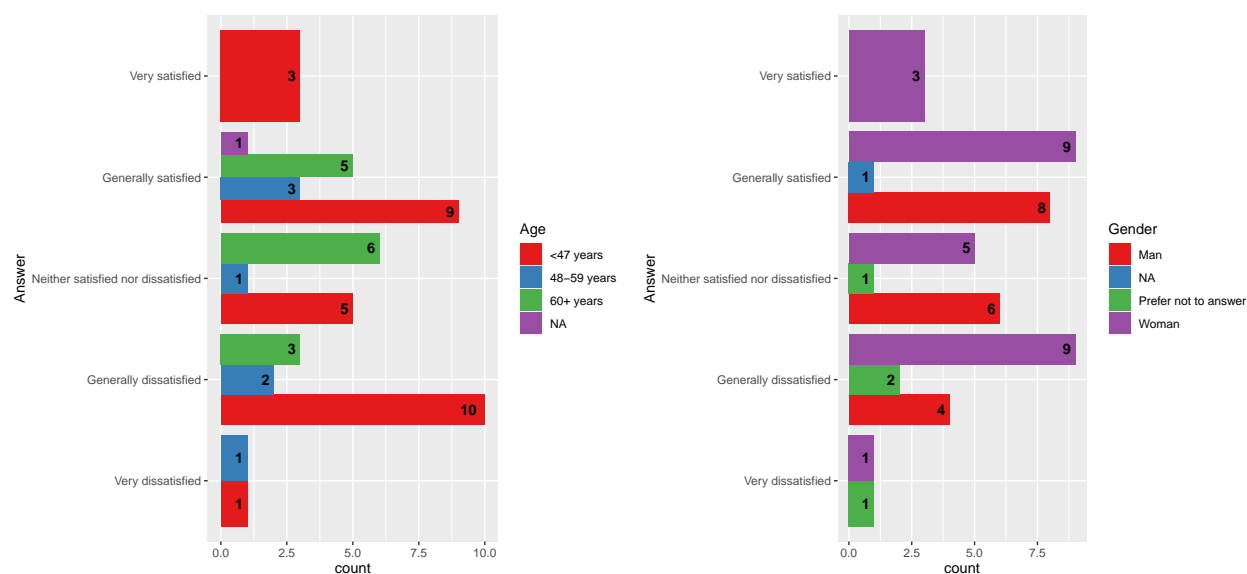 Answer
Very satisfied
3
1
5
Generally satisfied
3
9
6
Neither satisfied nor dissatisfied
1
5
3
Generally dissatisfied
2
10
1
Very dissatisfied
1
0.0 2.5 5.0 7.5 10.0
count
Age
<47 years
48–59 years
60+ years
NA
Answer
Very satisfied
3
9
Generally satisfied
1
8
5
Neither satisfied nor dissatisfied
1
6
9
Generally dissatisfied
2
4
1
Very dissatisfied
1
0.0 2.5 5.0 7.5
count
Gender
Man
NA
Prefer not to answer
Woman